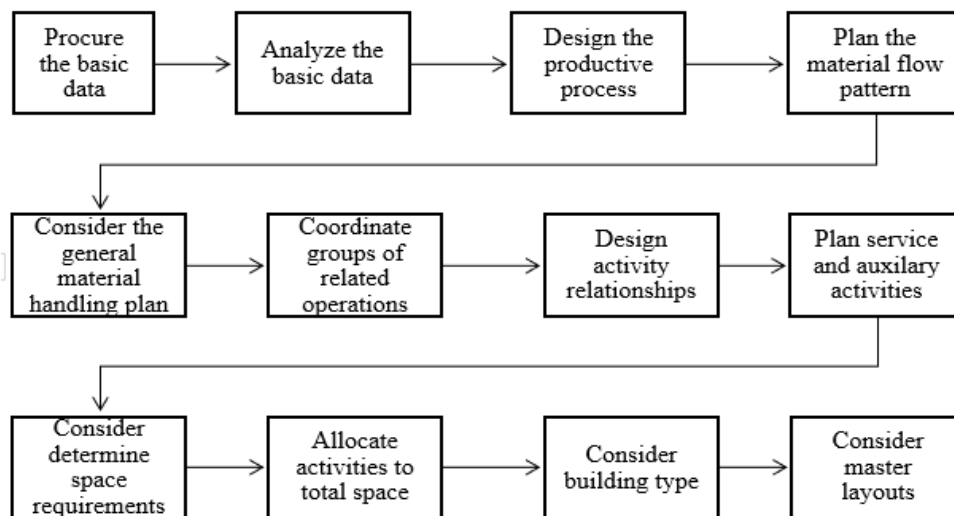 Procure
the basic
data
Analyze the
basic data
Design the
productive
process
Plan the
material flow
pattern
Consider the
general
material
handling plan
Coordinate
groups of
related
operations
Design
activity
relationships
Plan service
and auxilary
activities
Consider
determine
space
requirements
Allocate
activities to
total space
Consider
building type
Consider
master
layouts